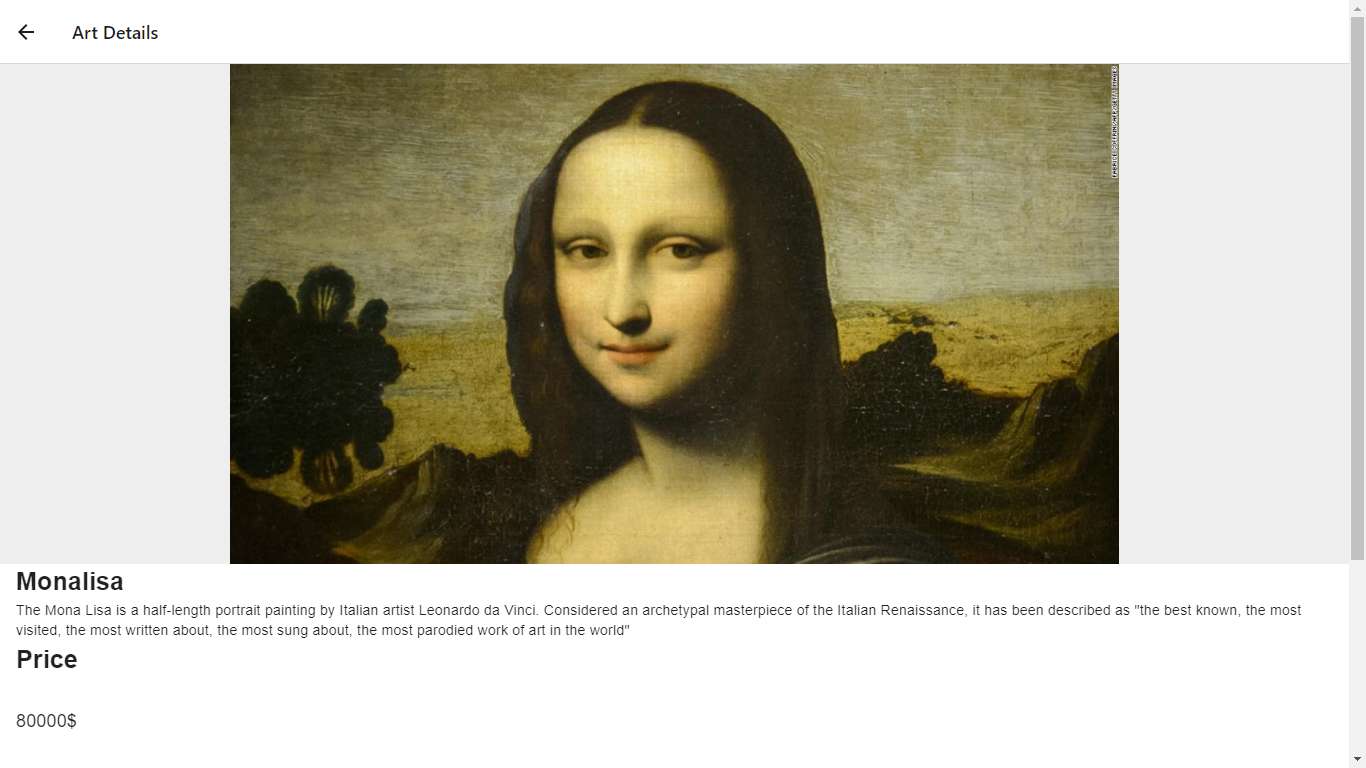 Art Details
FABRICE COFFRINI/AFP/GETTY IMAGES
Monalisa
The Mona Lisa is a half-length portrait painting by Italian artist Leonardo da Vinci. Considered an archetypal masterpiece of the Italian Renaissance, it has been described as "the best known, the most
visited, the most written about, the most sung about, the most parodied work of art in the world"
Price
80000$